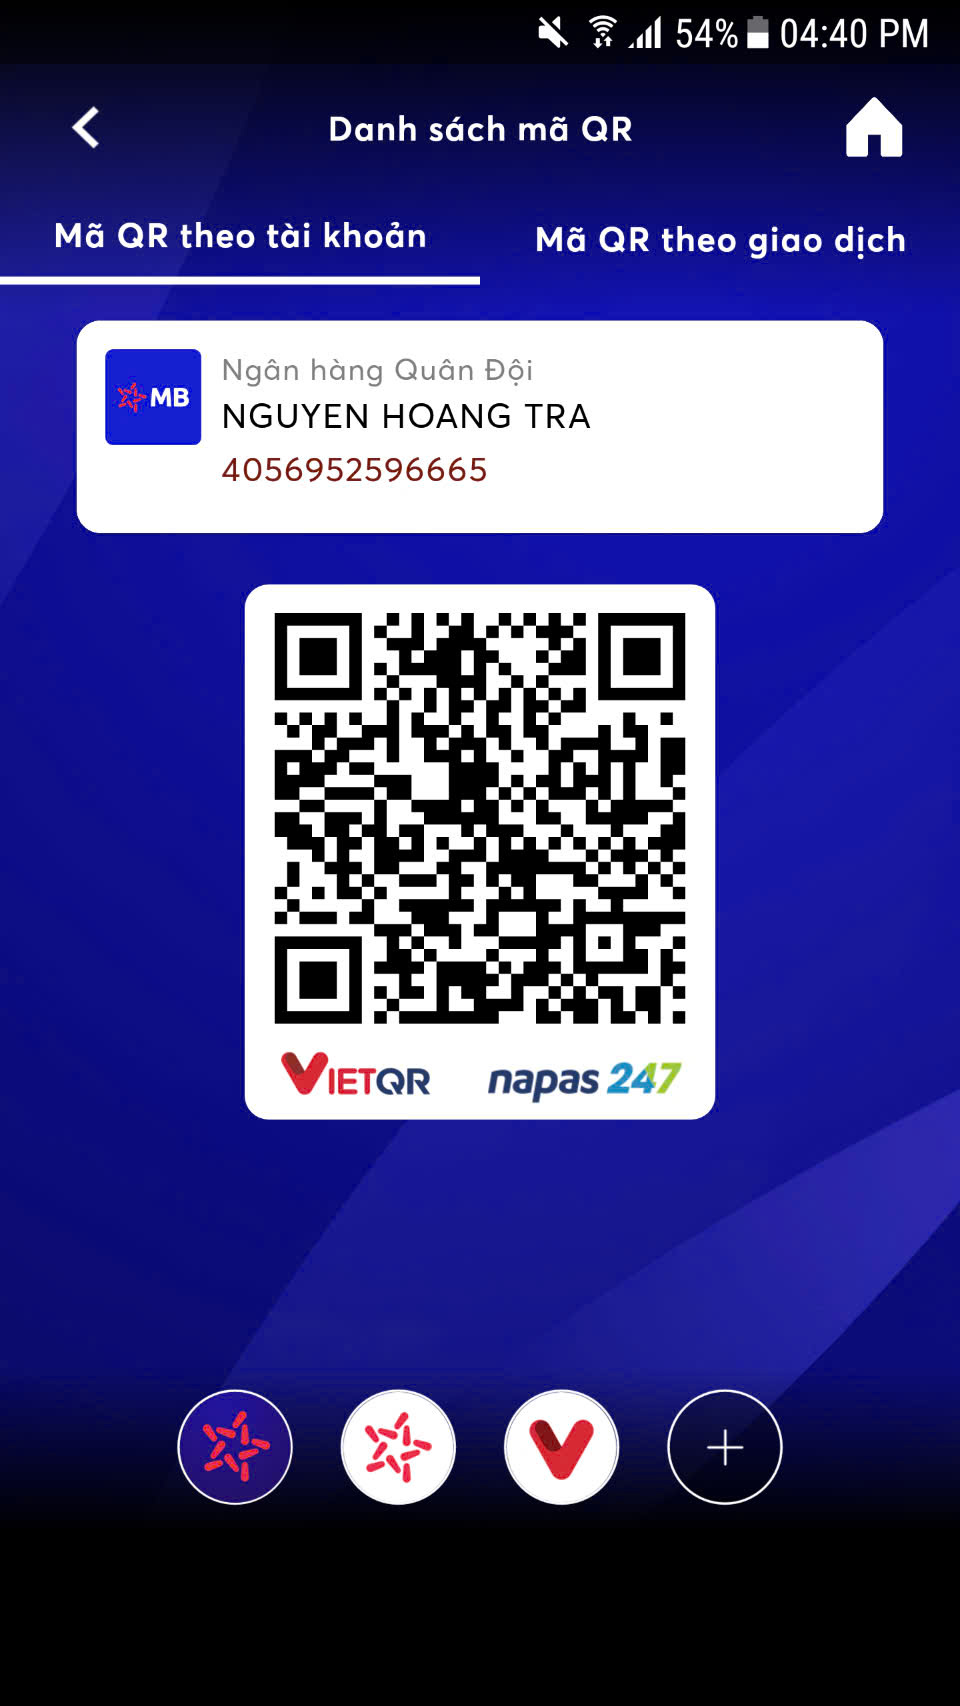 54% 04:40 PM
Danh sách mã QR
Mã QR theo tài khoản
Mã QR theo giao dịch
MB
Ngân hàng Quân Đội
NGUYEN HOANG TRA
4056952596665
VIETQR
napas 247